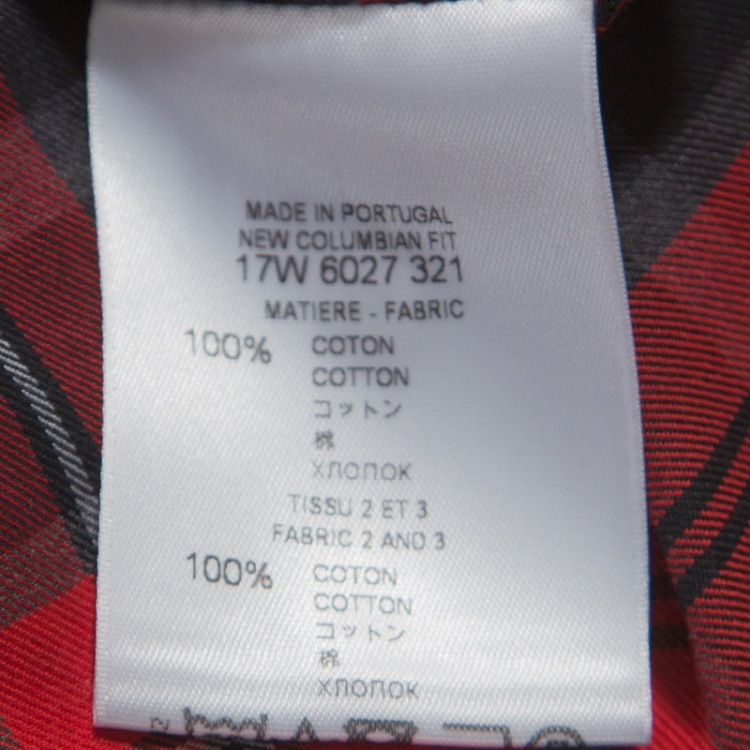 MADE IN PORTUGAL
NEW COLUMBIAN FIT
17W 6027 321
MATIERE - FABRIC
100% COTON
COTTON
コットン
棉
ХЛОПОК
TISSU 2 ET 3
FABRIC 2 AND 3
100% COTON
COTTON
コットン
棉
ХЛОПОК